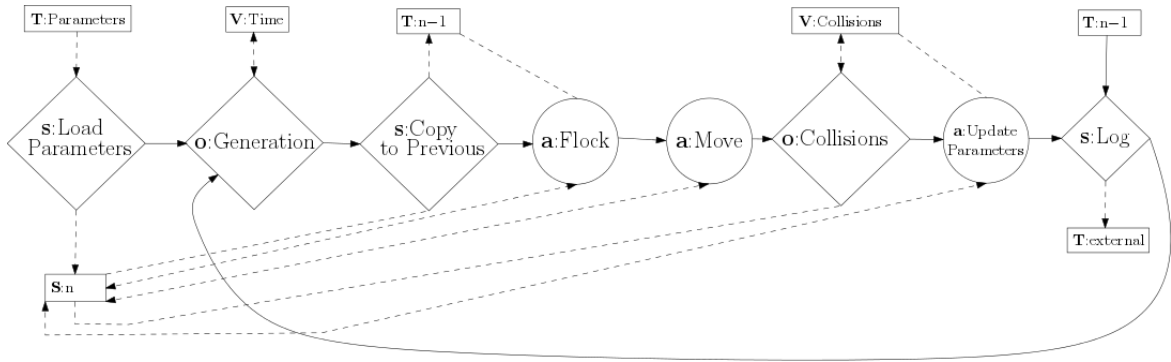 T:Parameters
V:Time
T:n−1
V:Collisions
T:n−1
s:Load
Parameters
o:Generation
s:Copy
to Previous
a:Flock
a:Move
o:Collisions
a:Update
Parameters
s:Log
T:external
S:n